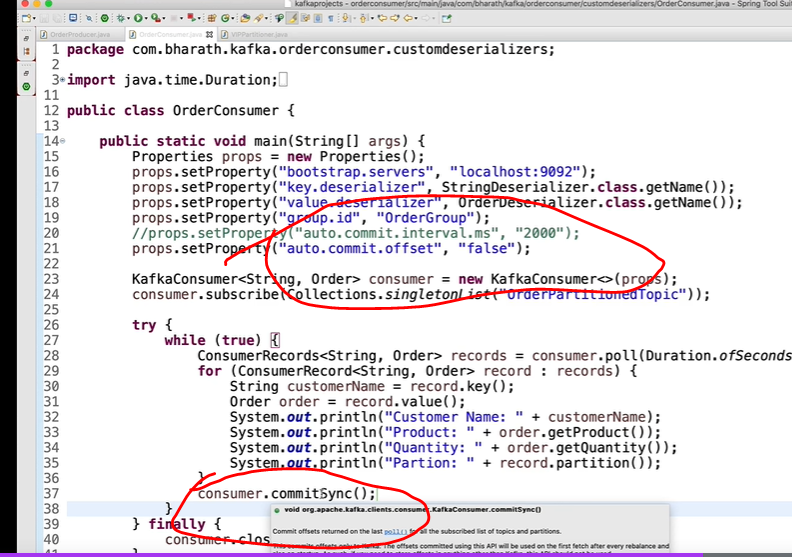 kafkaprojects - orderconsumer/src/main/java/com/bharath/kafka/orderconsumer/customdeserializers/OrderConsumer.java - Spring Tool Suit
OrderProducer.java OrderConsumer.java VIPPartitioner.java
1 package com.bharath.kafka.orderconsumer.customdeserializers;
2
3 import java.time.Duration;
11
12 public class OrderConsumer {
13
14 public static void main(String[] args) {
15 Properties props = new Properties();
16 props.setProperty("bootstrap.servers", "localhost:9092");
17 props.setProperty("key.deserializer", StringDeserializer.class.getName());
18 props.setProperty("value.deserializer", OrderDeserializer.class.getName());
19 props.setProperty("group.id", "OrderGroup");
20 //props.setProperty("auto.commit.interval.ms", "2000");
21 props.setProperty("auto.commit.offset", "false");
22
23 KafkaConsumer<String, Order> consumer = new KafkaConsumer<>(props);
24 consumer.subscribe(Collections.singletonList("OrderPartitionedTopic"));
25
26 try {
27 while (true) {
28 ConsumerRecords<String, Order> records = consumer.poll(Duration.ofSeconds
29 for (ConsumerRecord<String, Order> record : records) {
30 String customerName = record.key();
31 Order order = record.value();
32 System.out.println("Customer Name: " + customerName);
33 System.out.println("Product: " + order.getProduct());
34 System.out.println("Quantity: " + order.getQuantity());
35 System.out.println("Partion: " + record.partition());
36 }
37 consumer.commitSync();
38 }
void org.apache.kafka.clients.consumer.KafkaConsumer.commitSync()
39 } finally {
Commit offsets returned on the last poll() for all the subscribed list of topics and partitions.
40 consumer.clos